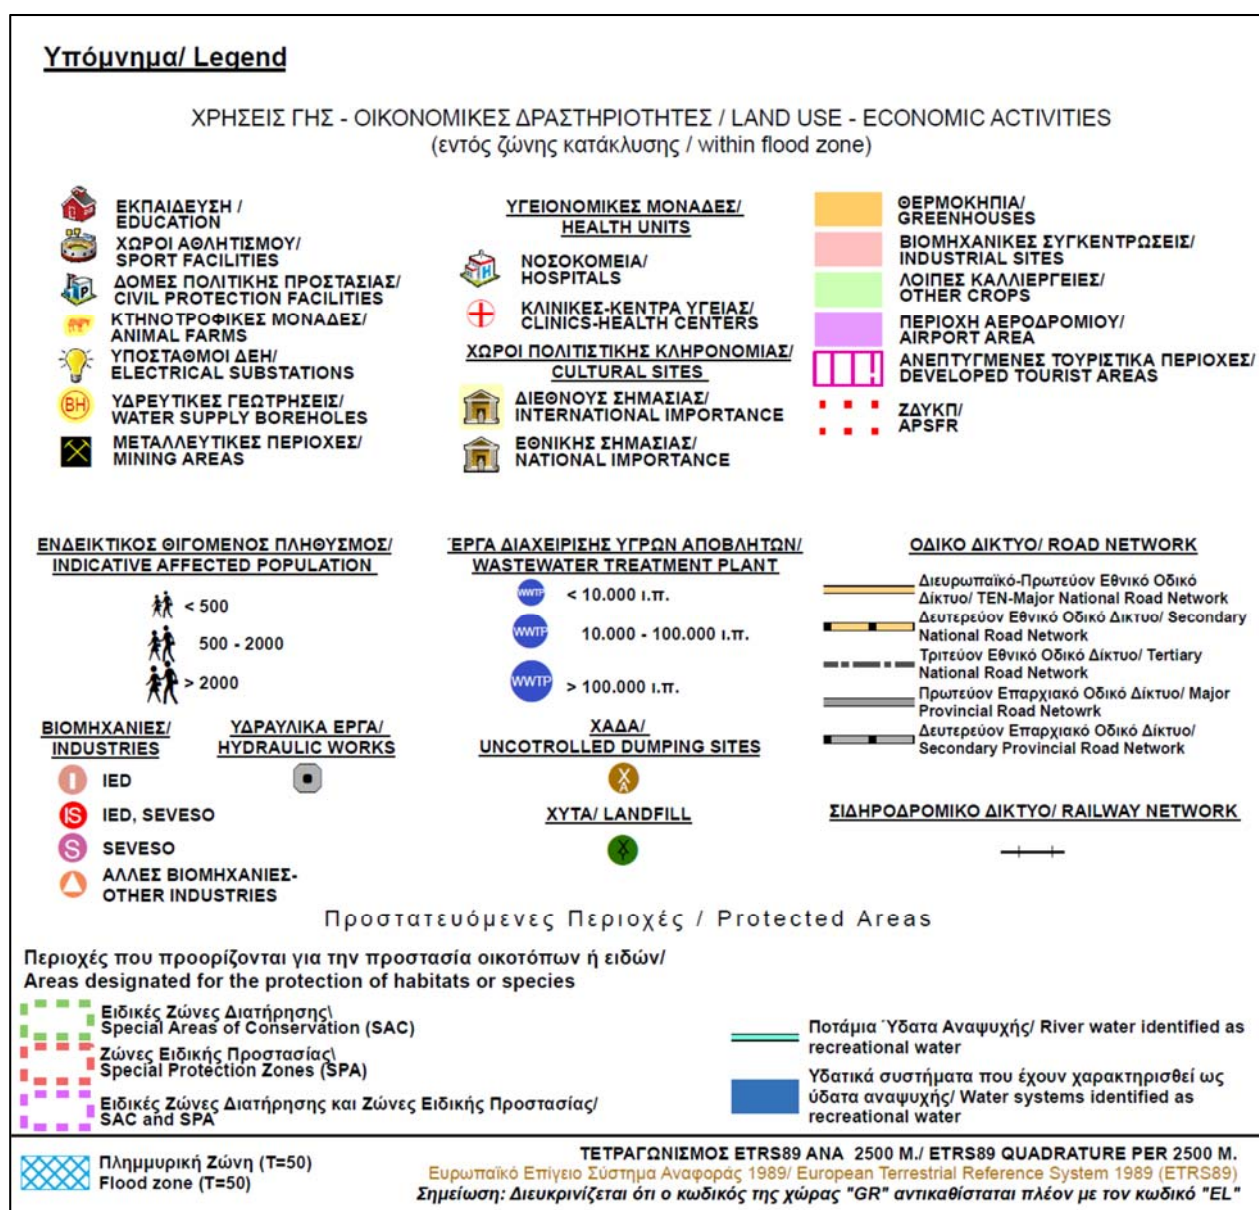 Υπόμνημα/ Legend
ΧΡΗΣΕΙΣ ΓΗΣ - ΟΙΚΟΝΟΜΙΚΕΣ ΔΡΑΣΤΗΡΙΟΤΗΤΕΣ / LAND USE - ECONOMIC ACTIVITIES
(εντός ζώνης κατάκλυσης / within flood zone)
ΕΚΠΑΙΔΕΥΣΗ /
EDUCATION
ΧΩΡΟΙ ΑΘΛΗΤΙΣΜΟΥ/
SPORT FACILITIES
P
ΔΟΜΕΣ ΠΟΛΙΤΙΚΗΣ ΠΡΟΣΤΑΣΙΑΣ/
CIVIL PROTECTION FACILITIES
ΚΤΗΝΟΤΡΟΦΙΚΕΣ ΜΟΝΑΔΕΣ/
ANIMAL FARMS
ΥΠΟΣΤΑΘΜΟΙ ΔΕΗ/
ELECTRICAL SUBSTATIONS
BH
ΥΔΡΕΥΤΙΚΕΣ ΓΕΩΤΡΗΣΕΙΣ/
WATER SUPPLY BOREHOLES
ΜΕΤΑΛΛΕΥΤΙΚΕΣ ΠΕΡΙΟΧΕΣ/
MINING AREAS
ΥΓΕΙΟΝΟΜΙΚΕΣ ΜΟΝΑΔΕΣ/
HEALTH UNITS
H
ΝΟΣΟΚΟΜΕΙΑ/
HOSPITALS
ΚΛΙΝΙΚΕΣ-ΚΕΝΤΡΑ ΥΓΕΙΑΣ/
CLINICS-HEALTH CENTERS
ΧΩΡΟΙ ΠΟΛΙΤΙΣΤΙΚΗΣ ΚΛΗΡΟΝΟΜΙΑΣ/
CULTURAL SITES
ΔΙΕΘΝΟΥΣ ΣΗΜΑΣΙΑΣ/
INTERNATIONAL IMPORTANCE
ΕΘΝΙΚΗΣ ΣΗΜΑΣΙΑΣ/
NATIONAL IMPORTANCE
ΘΕΡΜΟΚΗΠΙΑ/
GREENHOUSES
ΒΙΟΜΗΧΑΝΙΚΕΣ ΣΥΓΚΕΝΤΡΩΣΕΙΣ/
INDUSTRIAL SITES
ΛΟΙΠΕΣ ΚΑΛΛΙΕΡΓΕΙΕΣ/
OTHER CROPS
ΠΕΡΙΟΧΗ ΑΕΡΟΔΡΟΜΙΟΥ/
AIRPORT AREA
ΑΝΕΠΤΥΓΜΕΝΕΣ ΤΟΥΡΙΣΤΙΚΑ ΠΕΡΙΟΧΕΣ/
DEVELOPED TOURIST AREAS
ΖΔΥΚΠ/
APSFR
ΕΝΔΕΙΚΤΙΚΟΣ ΘΙΓΟΜΕΝΟΣ ΠΛΗΘΥΣΜΟΣ/
INDICATIVE AFFECTED POPULATION
< 500
500 - 2000
> 2000
ΕΡΓΑ ΔΙΑΧΕΙΡΙΣΗΣ ΥΓΡΩΝ ΑΠΟΒΛΗΤΩΝ/
WASTEWATER TREATMENT PLANT
WWTP < 10.000 ι.π.
WWTP 10.000 - 100.000 ι.π.
WWTP > 100.000 ι.π.
ΟΔΙΚΟ ΔΙΚΤΥΟ/ ROAD NETWORK
Διευρωπαϊκό-Πρωτεύον Εθνικό Οδικό
Δίκτυο/ TEN-Major National Road Network
Δευτερεύον Εθνικό Οδικό Δικτυο/ Secondary
National Road Network
Τριτεύον Εθνικό Οδικό Δίκτυο/ Tertiary
National Road Network
Πρωτεύον Επαρχιακό Οδικό Δίκτυο/ Major
Provincial Road Netowrk
Δευτερεύον Επαρχιακό Οδικό Δίκτυο/
Secondary Provincial Road Network
ΒΙΟΜΗΧΑΝΙΕΣ/
INDUSTRIES
I IED
IS IED, SEVESO
S SEVESO
ΑΛΛΕΣ ΒΙΟΜΗΧΑΝΙΕΣ-
OTHER INDUSTRIES
ΥΔΡΑΥΛΙΚΑ ΕΡΓΑ/
HYDRAULIC WORKS
ΧΑΔΑ/
UNCOTROLLED DUMPING SITES
ΧΥΤΑ/ LANDFILL
ΣΙΔΗΡΟΔΡΟΜΙΚΟ ΔΙΚΤΥΟ/ RAILWAY NETWORK
Προστατευόμενες Περιοχές / Protected Areas
Περιοχές που προορίζονται για την προστασία οικοτόπων ή ειδών/
Areas designated for the protection of habitats or species
Ειδικές Ζώνες Διατήρησης\
Special Areas of Conservation (SAC)
Ζώνες Ειδικής Προστασίας\
Special Protection Zones (SPA)
Ειδικές Ζώνες Διατήρησης και Ζώνες Ειδικής Προστασίας/
SAC and SPA
Ποτάμια Ύδατα Αναψυχής/ River water identified as
recreational water
Υδατικά συστήματα που έχουν χαρακτηρισθεί ως
ύδατα αναψυχής/ Water systems identified as
recreational water
Πλημμυρική Ζώνη (T=50)
Flood zone (T=50)
ΤΕΤΡΑΓΩΝΙΣΜΟΣ ETRS89 ΑΝΑ 2500 Μ./ ETRS89 QUADRATURE PER 2500 M.
Ευρωπαϊκό Επίγειο Σύστημα Αναφοράς 1989/ European Terrestrial Reference System 1989 (ETRS89)
Σημείωση: Διευκρινίζεται ότι ο κωδικός της χώρας "GR" αντικαθίσταται πλέον με τον κωδικό "EL"